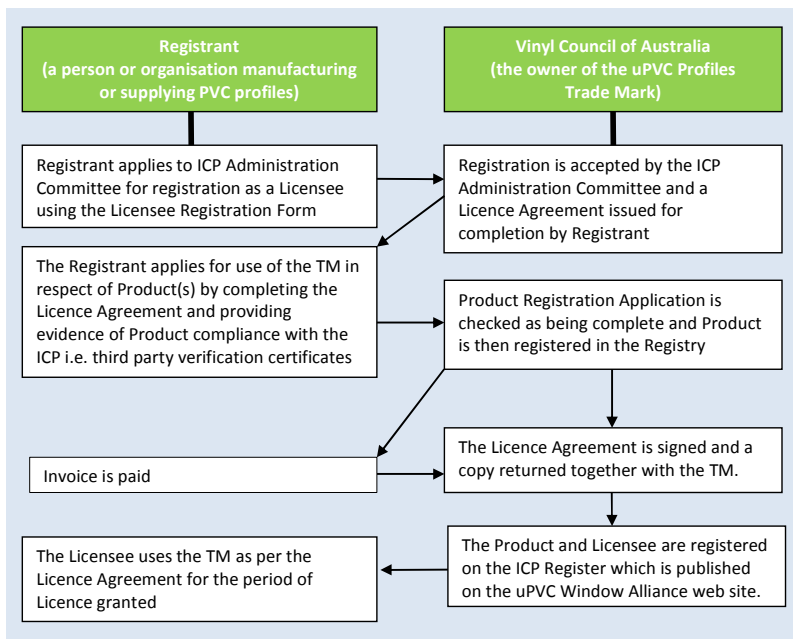 Registrant
(a person or organisation manufacturing
or supplying PVC profiles)
Vinyl Council of Australia
(the owner of the uPVC Profiles
Trade Mark)
Registrant applies to ICP Administration
Committee for registration as a Licensee
using the Licensee Registration Form
Registration is accepted by the ICP
Administration Committee and a
Licence Agreement issued for
completion by Registrant
The Registrant applies for use of the TM in
respect of Product(s) by completing the
Licence Agreement and providing
evidence of Product compliance with the
ICP i.e. third party verification certificates
Product Registration Application is
checked as being complete and Product
is then registered in the Registry
Invoice is paid
The Licence Agreement is signed and a
copy returned together with the TM.
The Product and Licensee are registered
on the ICP Register which is published
on the uPVC Window Alliance web site.
The Licensee uses the TM as per the
Licence Agreement for the period of
Licence granted